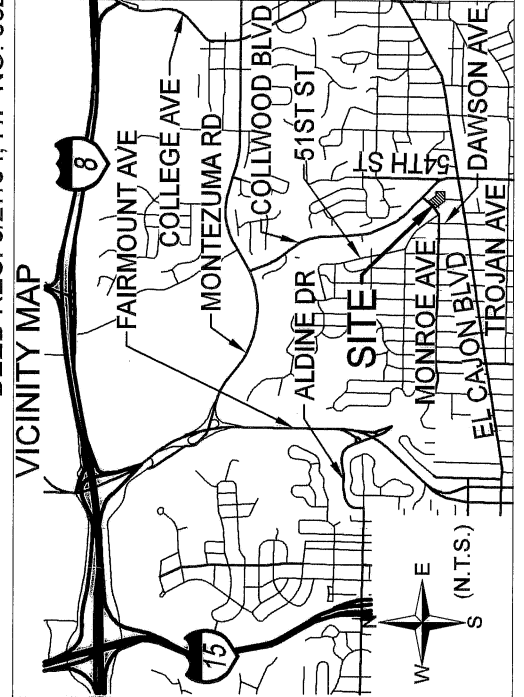 VICINITY MAP
8
FAIRMOUNT AVE
COLLEGE AVE
MONTEZUMA RD
COLLWOOD BLVD
51ST ST
54TH ST
DAWSON AVE
ALDINE DR
SITE
MONROE AVE
EL CAJON BLVD
TROJAN AVE
15
N
W
E
S
(N.T.S.)